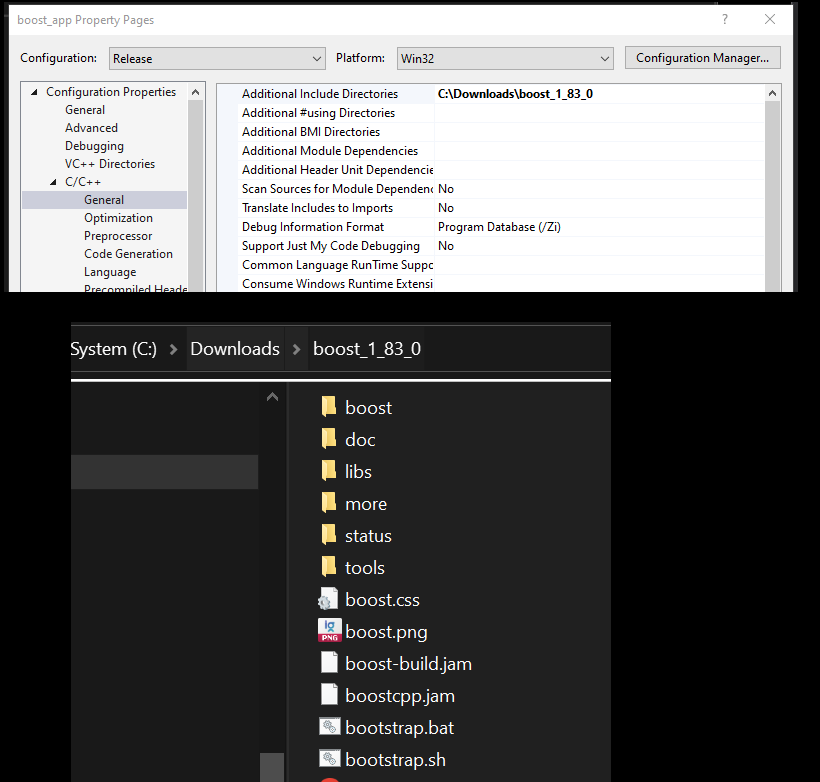 boost_app Property Pages
?
Configuration: Release Platform: Win32 Configuration Manager...
Configuration Properties
General
Advanced
Debugging
VC++ Directories
C/C++
General
Optimization
Preprocessor
Code Generation
Language
Precompiled Heade
Additional Include Directories C:\Downloads\boost_1_83_0
Additional #using Directories
Additional BMI Directories
Additional Module Dependencies
Additional Header Unit Dependencie
Scan Sources for Module Dependenc No
Translate Includes to Imports No
Debug Information Format Program Database (/Zi)
Support Just My Code Debugging No
Common Language RunTime Suppo
Consume Windows Runtime Extensi
System (C:) > Downloads > boost_1_83_0
boost
doc
libs
more
status
tools
boost.css
PNG boost.png
boost-build.jam
boostcpp.jam
bootstrap.bat
bootstrap.sh